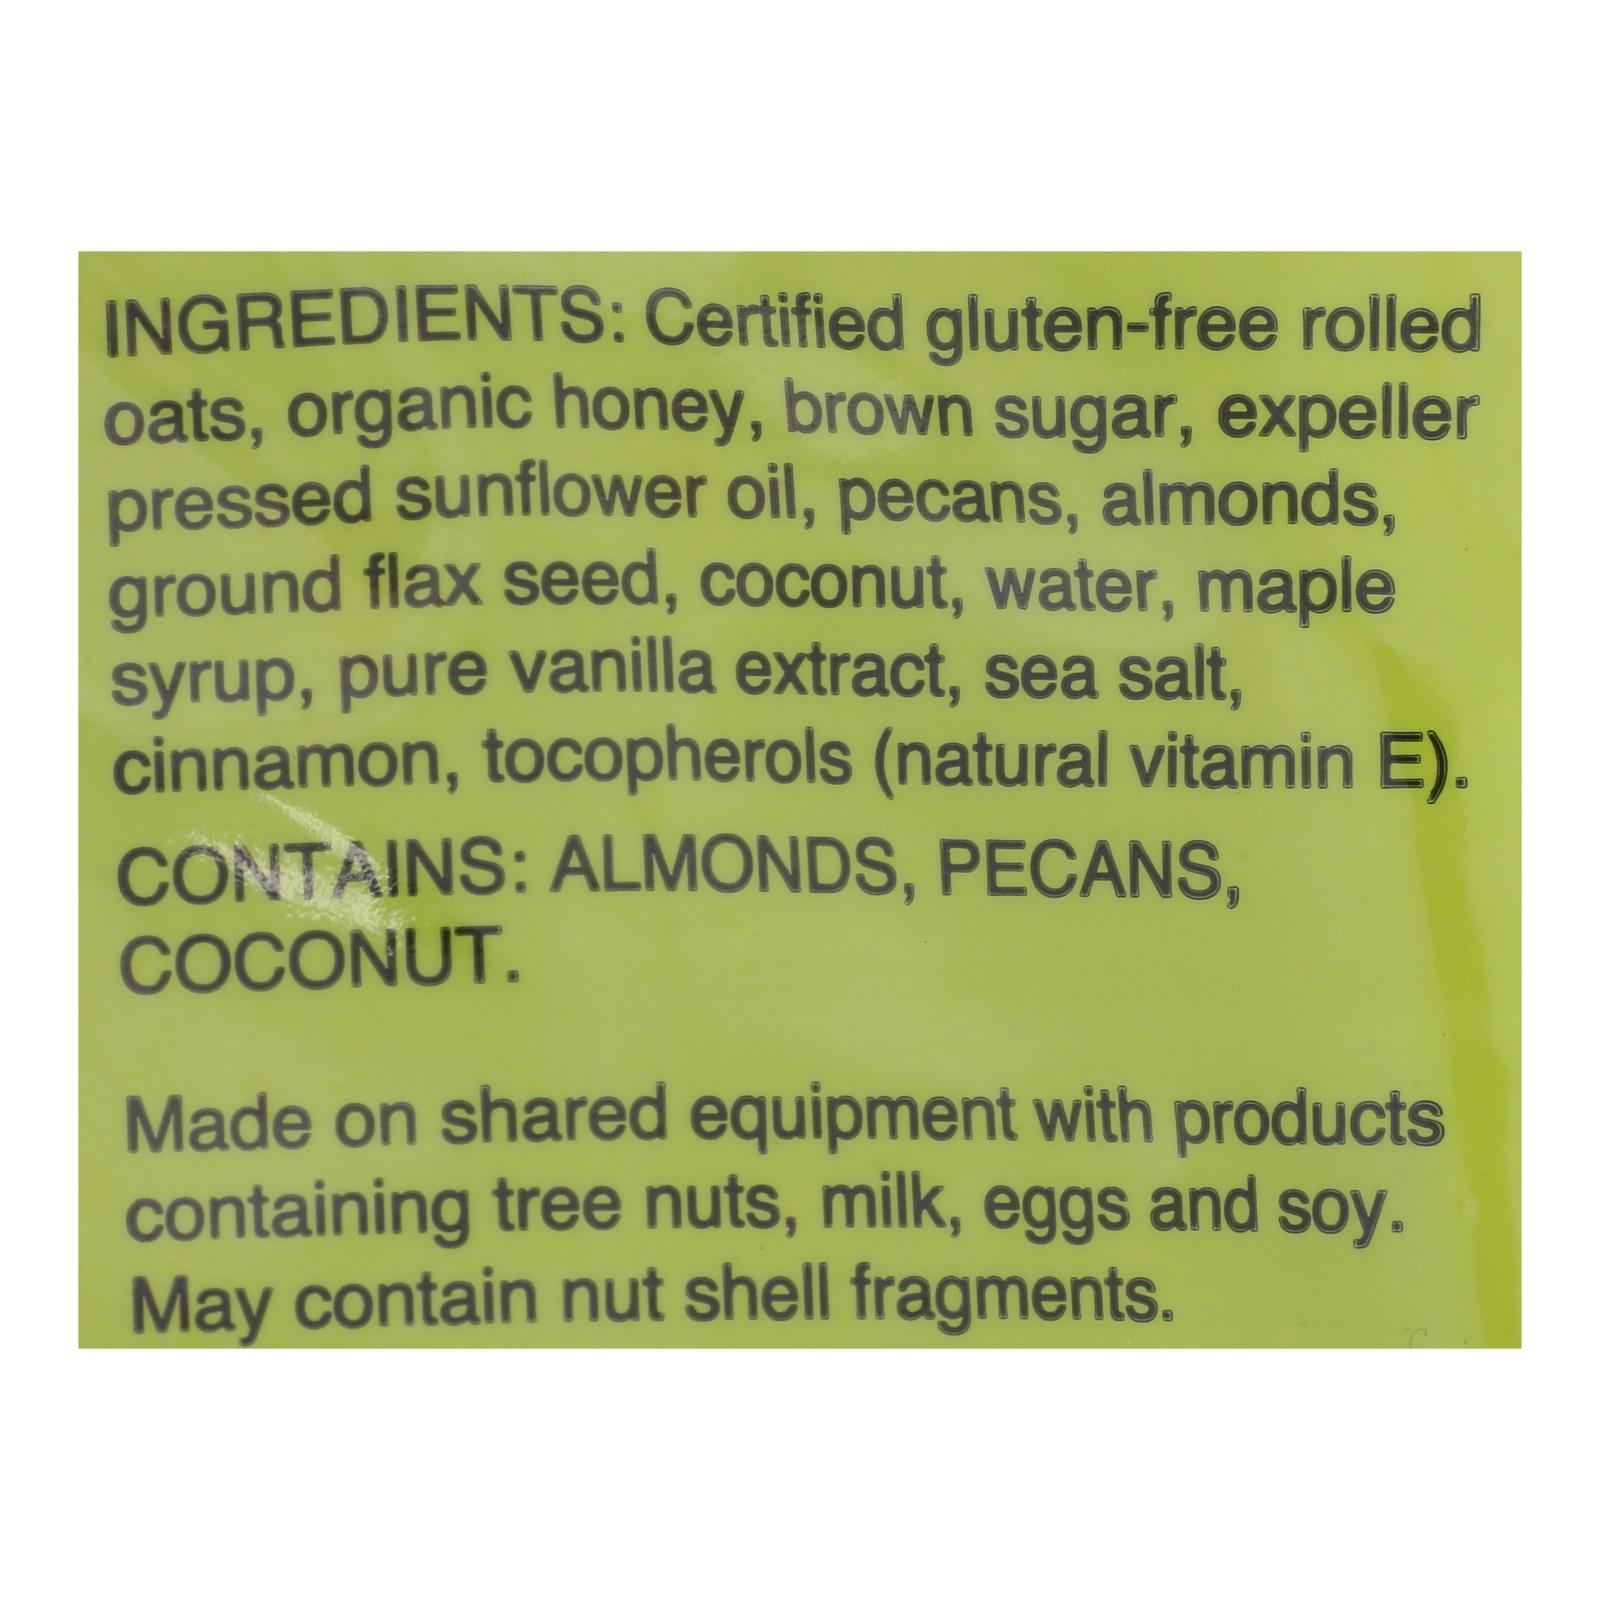 INGREDIENTS: Certified gluten-free rolled
oats, organic honey, brown sugar, expeller
pressed sunflower oil, pecans, almonds,
ground flax seed, coconut, water, maple
syrup, pure vanilla extract, sea salt,
cinnamon, tocopherols (natural vitamin E).
CONTAINS: ALMONDS, PECANS,
COCONUT.
Made on shared equipment with products
containing tree nuts, milk, eggs and soy.
May contain nut shell fragments.